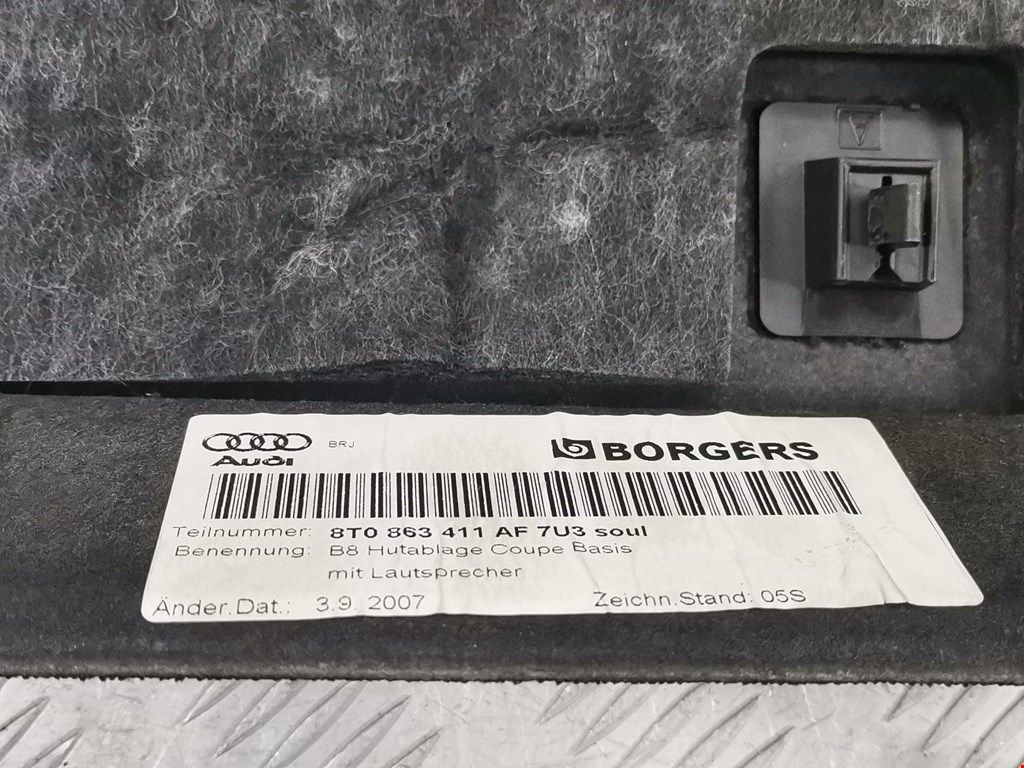 Audi BRJ BORGERS
Teilnummer: 8T0 863 411 AF 7U3 soul
Benennung: B8 Hutablage Coupe Basis
mit Lautsprecher
Änder.Dat.: 3.9. 2007 Zeichn.Stand: 05S